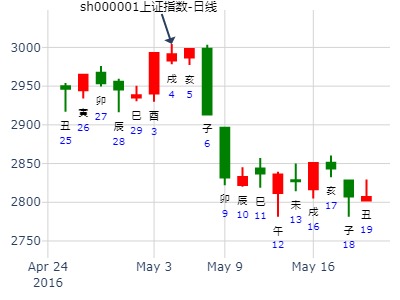 sh000001上证指数-日线
3000
2950
2900
2850
2800
2750
丑
25
寅
26
卯
27
辰
28
巳
29
酉
3
戌
4
亥
5
子
6
卯
9
辰
10
巳
11
午
12
未
13
戌
16
亥
17
子
18
丑
19
Apr 24
2016
May 3
May 9
May 16